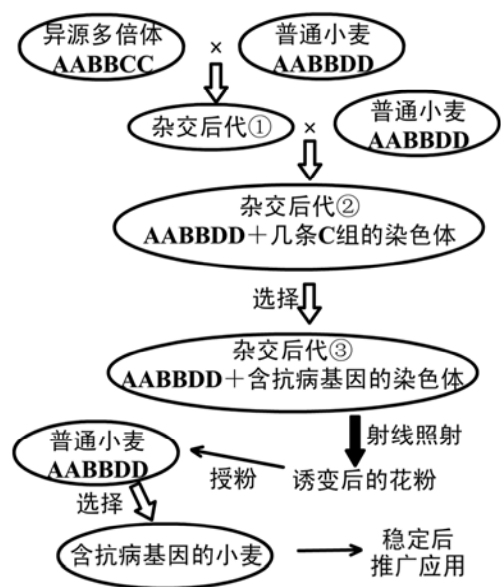 异源多倍体
AABBCC
×
普通小麦
AABBDD
杂交后代①
×
普通小麦
AABBDD
杂交后代②
AABBDD＋几条C组的染色体
选择
杂交后代③
AABBDD＋含抗病基因的染色体
射线照射
普通小麦
AABBDD
授粉
诱变后的花粉
选择
含抗病基因的小麦
稳定后
推广应用